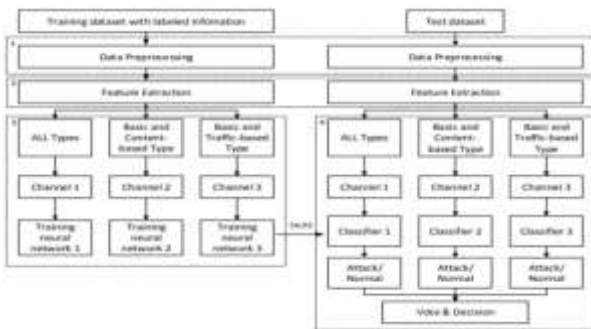 Training dataset with labeled information
Test dataset
1
Data Preprocessing
Data Preprocessing
2
Feature Extraction
Feature Extraction
3
ALL Types
Basic and
Content-
based Type
Basic and
Traffic-based
Type
Channel 1
Channel 2
Channel 3
Training
neural
network 1
Training
neural
network 2
Training
neural
network 3
4
ALL Types
Basic and
Content-
based Type
Basic and
Traffic-based
Type
Channel 1
Channel 2
Channel 3
Classifier 1
Classifier 2
Classifier 3
Attack/
Normal
Attack/
Normal
Attack/
Normal
Vote & Decision